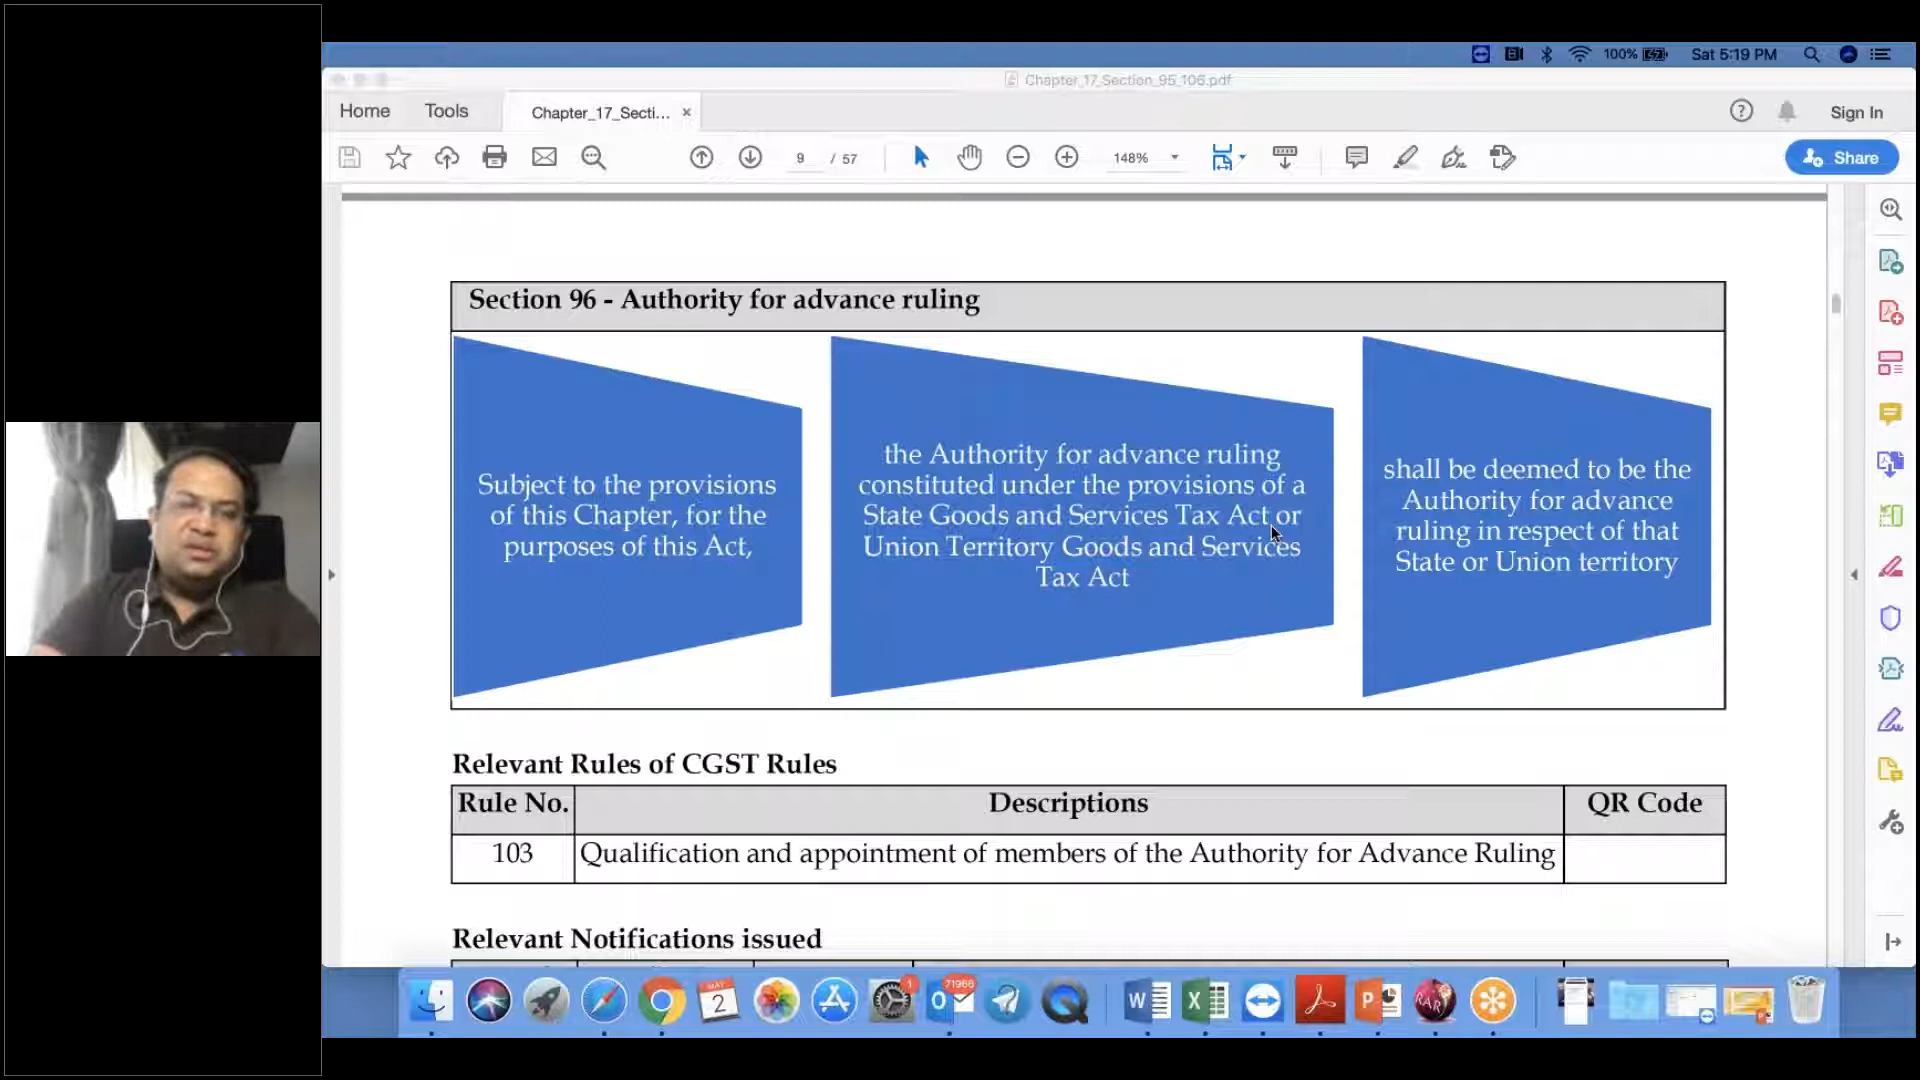 100%
Sat 5:19 PM
Chapter_17_Section_95_106.pdf
Home
Tools
Chapter_17_Secti... ×
Sign In
9 / 57
148%
Share
Section 96 - Authority for advance ruling
Subject to the provisions
of this Chapter, for the
purposes of this Act,
the Authority for advance ruling
constituted under the provisions of a
State Goods and Services Tax Act or
Union Territory Goods and Services
Tax Act
shall be deemed to be the
Authority for advance
ruling in respect of that
State or Union territory
Relevant Rules of CGST Rules
Rule No.
Descriptions
QR Code
103
Qualification and appointment of members of the Authority for Advance Ruling
Relevant Notifications issued
MAY
2
1
71966
W
X
P
RAR